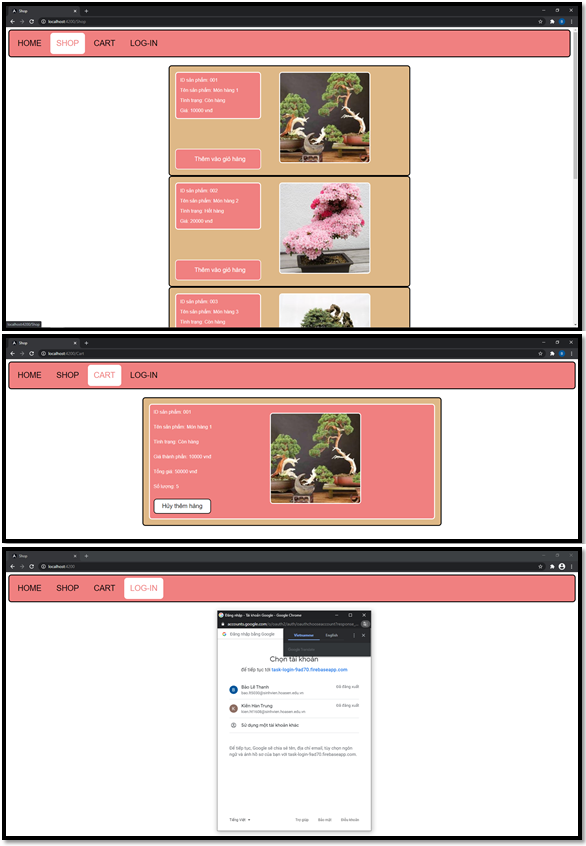 Shop
localhost:4200/Shop
HOME SHOP CART LOG-IN
ID sản phẩm: 001
Tên sản phẩm: Món hàng 1
Tình trạng: Còn hàng
Giá: 10000 vnd
Thêm vào giỏ hàng
ID sản phẩm: 002
Tên sản phẩm: Món hàng 2
Tình trạng: Hết hàng
Giá: 20000 vnd
Thêm vào giỏ hàng
ID sản phẩm: 003
Tên sản phẩm: Món hàng 3
Tình trạng: Còn hàng
localhost:4200/Shop
Shop
localhost:4200/Cart
HOME SHOP CART LOG-IN
ID sản phẩm: 001
Tên sản phẩm: Món hàng 1
Tình trạng: Còn hàng
Giá thành phần: 10000 vnd
Tổng giá: 50000 vnd
Số lượng: 5
Hủy thêm hàng
Shop
localhost:4200
HOME SHOP CART LOG-IN
Đăng nhập - Tài khoản Google - Google Chrome
accounts.google.com
Đăng nhập bằng Google
Vietnamese English
Google Translate
Chọn tài khoản
để tiếp tục tới task-login-9ad70.firebaseapp.com
Bảo Lê Thanh Đã đăng xuất
Kiên Hàn Trung Đã đăng xuất
Sử dụng một tài khoản khác
Để tiếp tục, Google sẽ chia sẻ tên, địa chỉ email, tùy chọn ngôn
ngữ và ảnh hồ sơ của bạn với task-login-9ad70.firebaseapp.com.
Tiếng Việt Trợ giúp Bảo mật Điều khoản